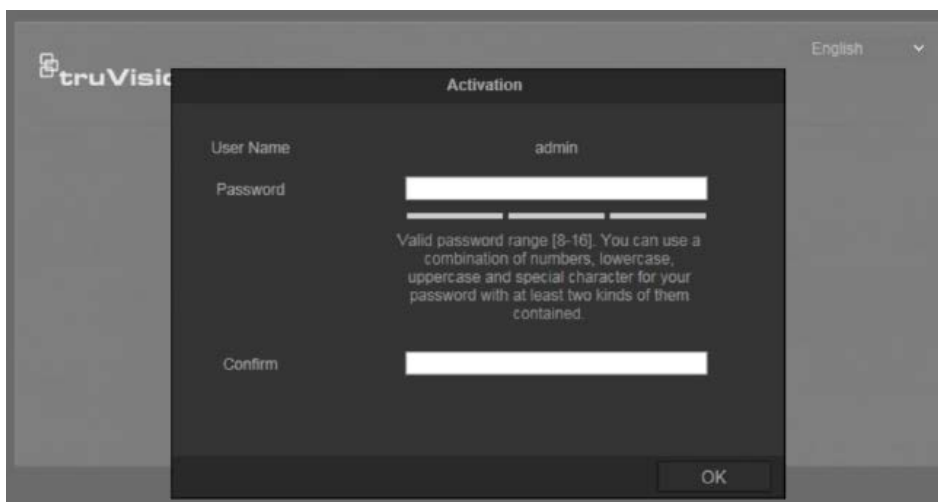 English
truVisio
Activation
User Name admin
Password
Valid password range [8-16]. You can use a
combination of numbers, lowercase,
uppercase and special character for your
password with at least two kinds of them
contained.
Confirm
OK